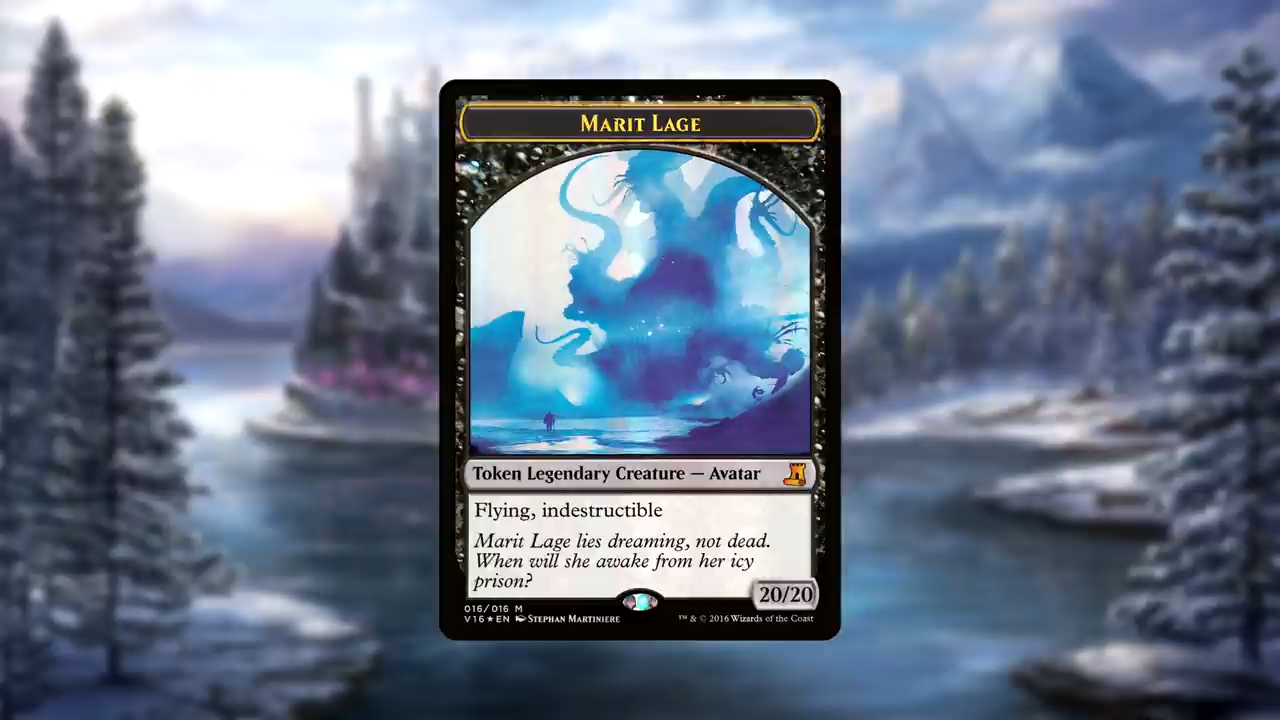 Marit Lage
Token Legendary Creature — Avatar
Flying, indestructible
Marit Lage lies dreaming, not dead.
When will she awake from her icy
prison?
20/20
016/016 M
V16★EN Stephan Martiniere
™ & © 2016 Wizards of the Coast